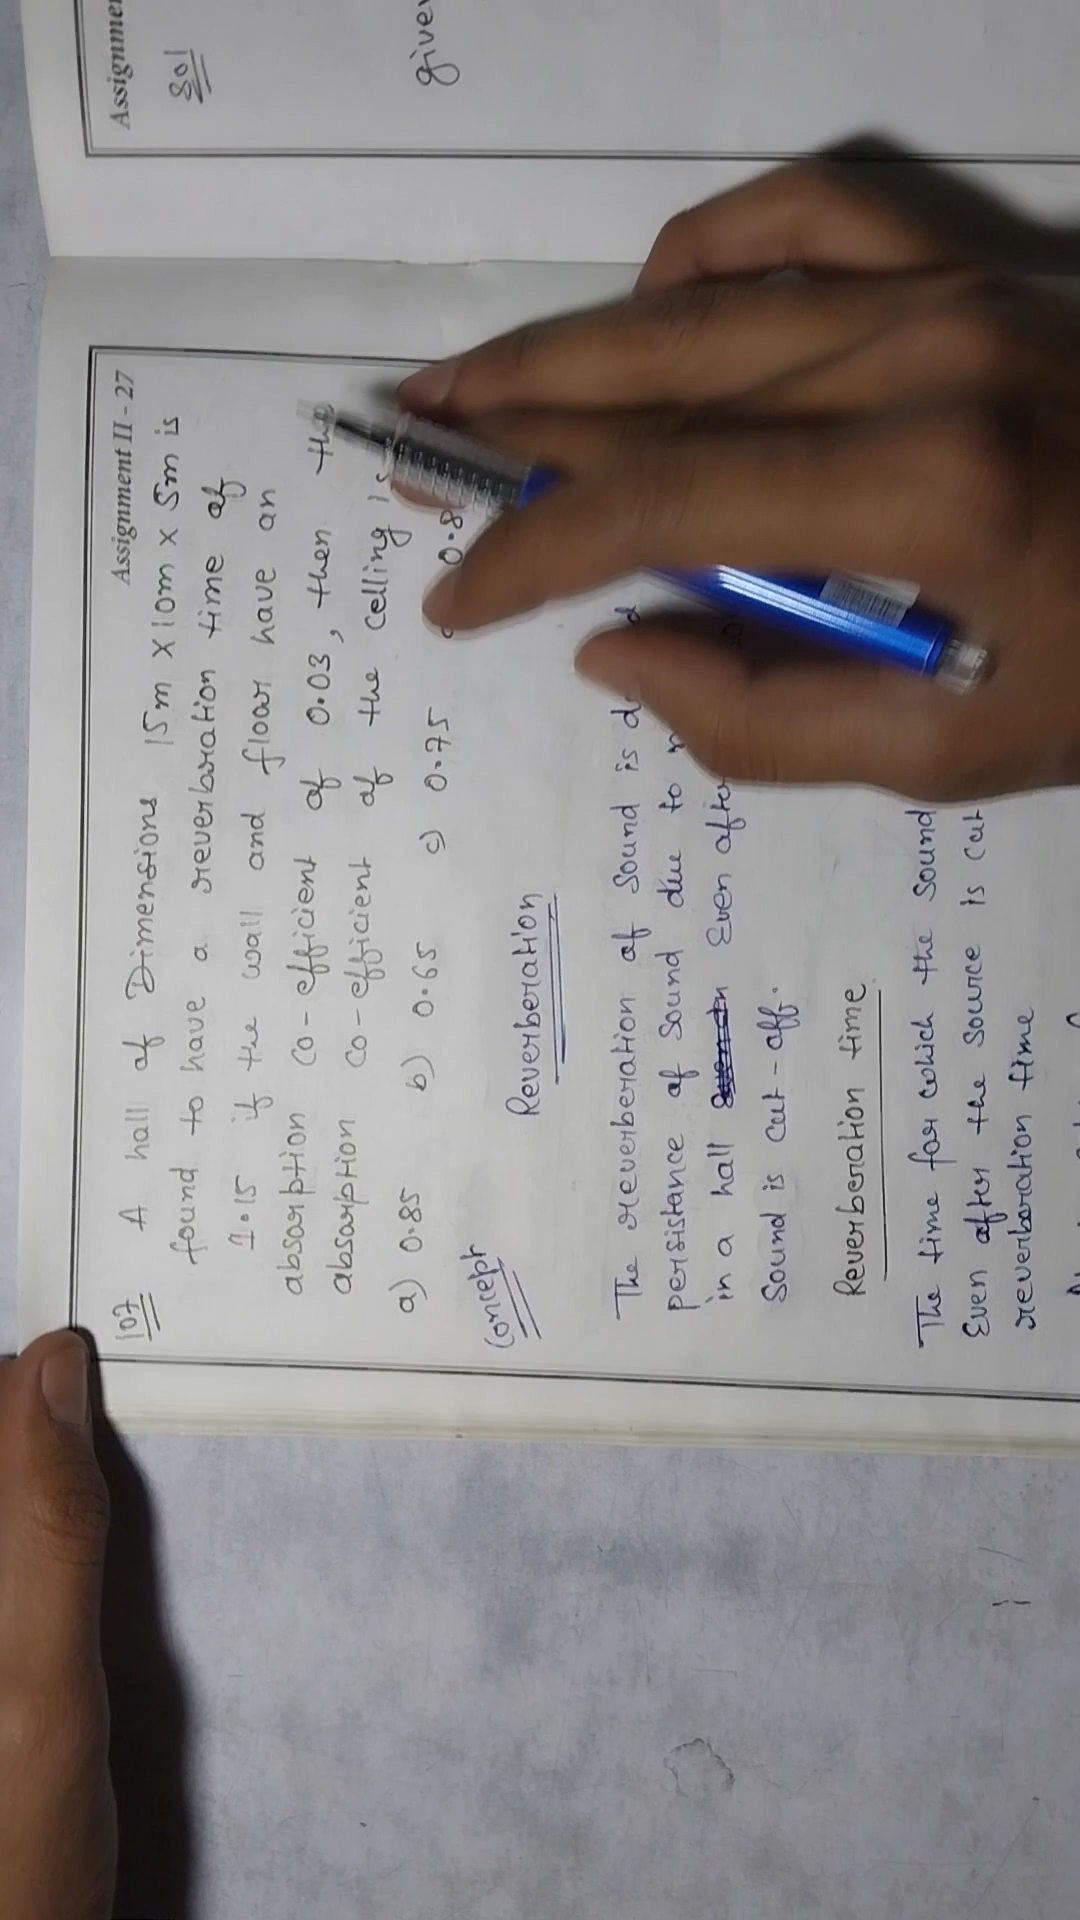 Assignment II - 27
107 A hall of Dimensions 15m x 10m x 5m is
found to have a reverberation time of
1.15 if the wall and floor have an
absorption co-efficient of 0.03, then the
absorption co-efficient of the celling is
a) 0.85 b) 0.65 c) 0.75 0.8
Concept
Reverberation
The reverberation of Sound is
persistance of Sound due to
in a hall Even after
Sound is cut-off.
Reverberation time
The time for which the sound
Even after the source is cut
reverberation time
Assignmen
Sol
give